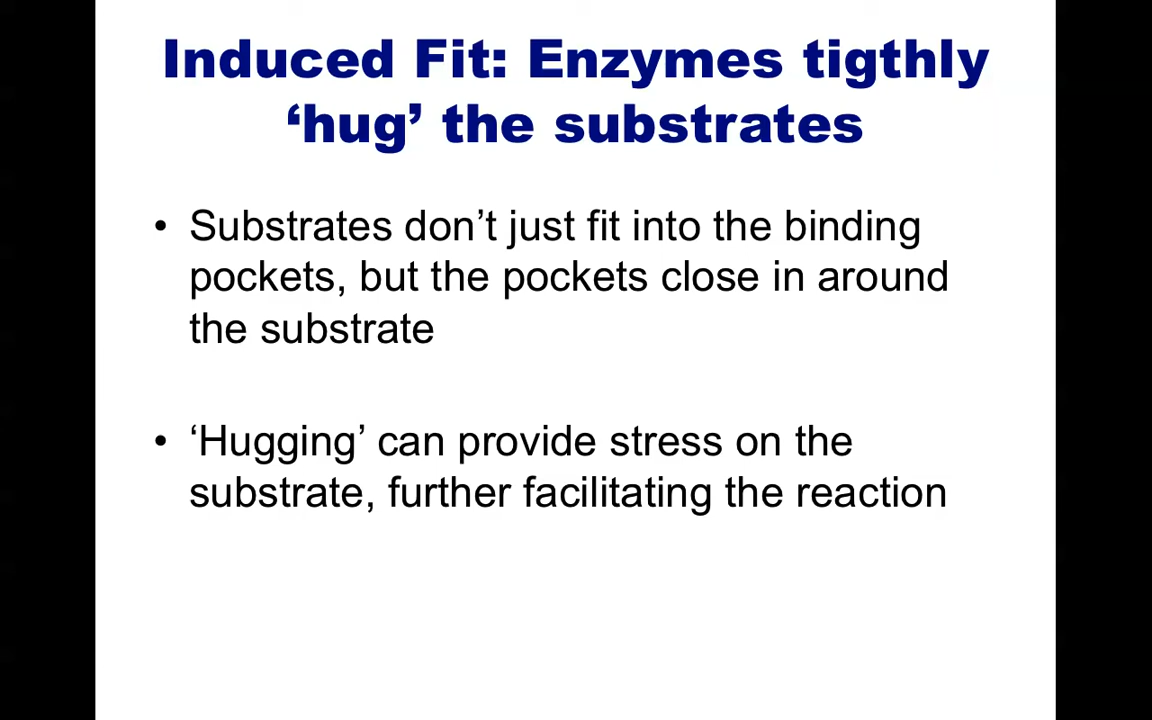 Induced Fit: Enzymes tigthly
‘hug’ the substrates
• Substrates don’t just fit into the binding
pockets, but the pockets close in around
the substrate
• ‘Hugging’ can provide stress on the
substrate, further facilitating the reaction